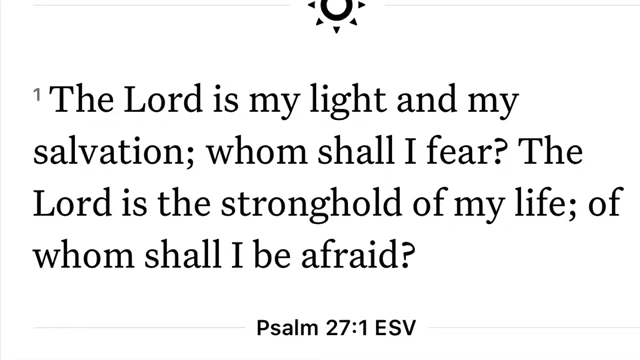 1 The Lord is my light and my
salvation; whom shall I fear? The
Lord is the stronghold of my life; of
whom shall I be afraid?
Psalm 27:1 ESV